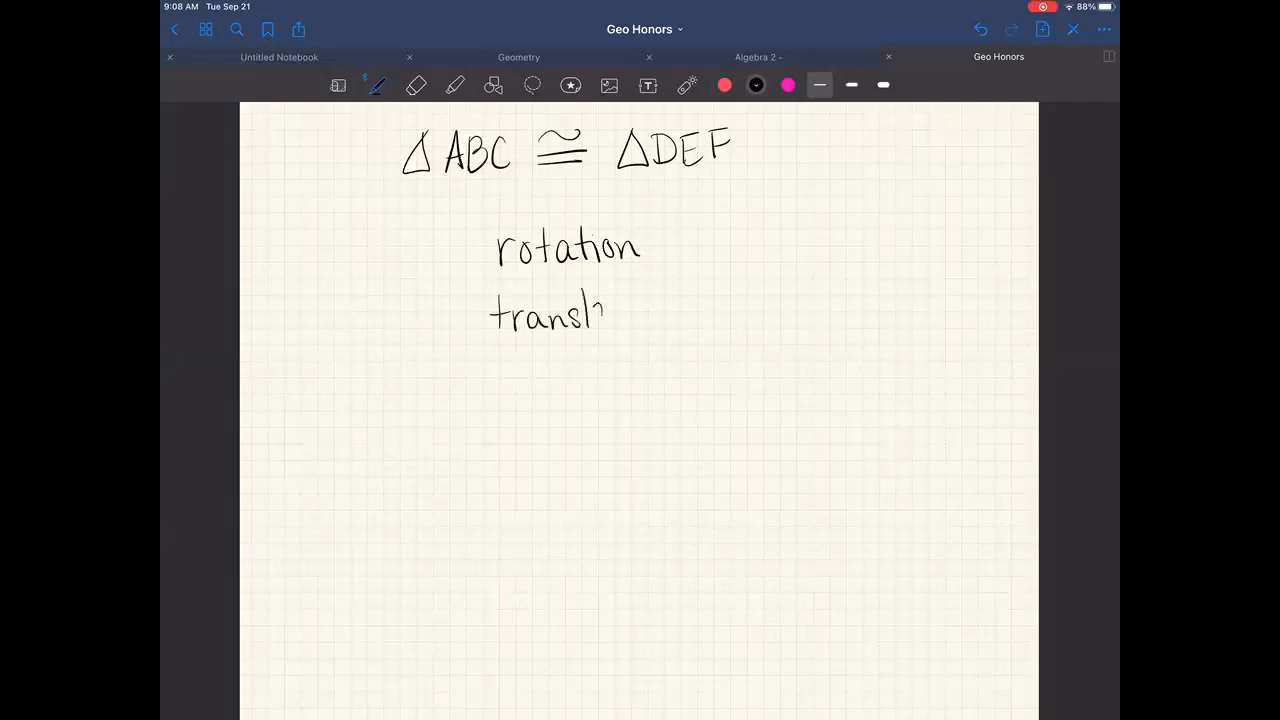 9:08 AM Tue Sep 21
88%
Geo Honors
Untitled Notebook
Geometry
Algebra 2 -
Geo Honors
△ABC ≅ △DEF
rotation
transl